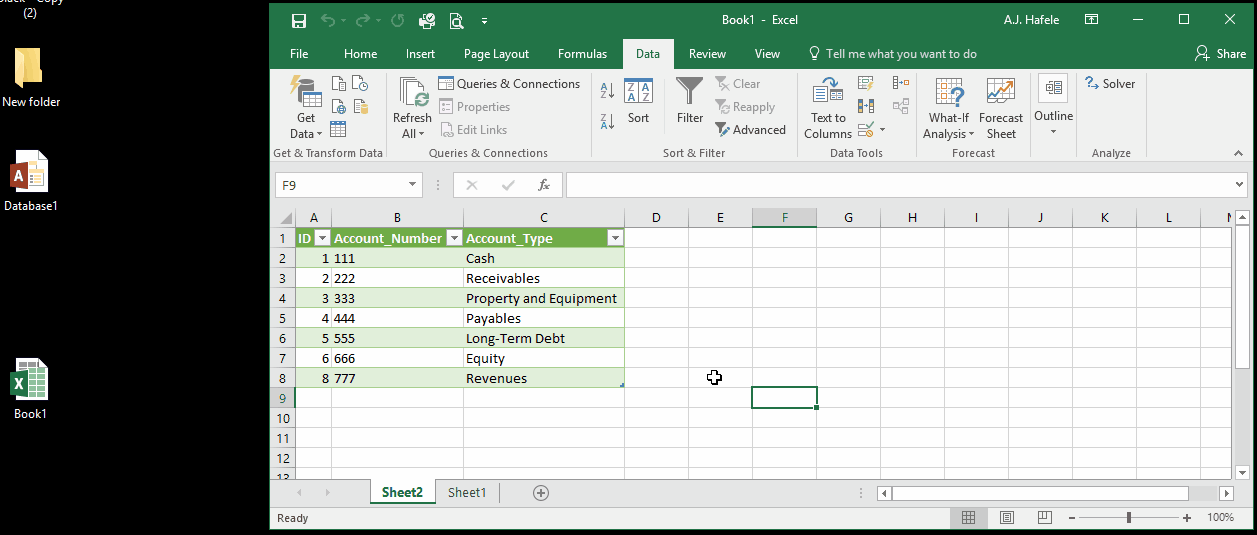 (2)
New folder
Database1
Book1
Book1 - Excel
A.J. Hafele
File Home Insert Page Layout Formulas Data Review View Tell me what you want to do Share
Get Data
Refresh All
Queries & Connections
Properties
Edit Links
Sort
Filter
Clear
Reapply
Advanced
Text to Columns
What-If Analysis
Forecast Sheet
Outline
Solver
Get & Transform Data Queries & Connections Sort & Filter Data Tools Forecast Analyze
F9 fx
A B C D E F G H I J K L
1 ID Account_Number Account_Type
2 1 111 Cash
3 2 222 Receivables
4 3 333 Property and Equipment
5 4 444 Payables
6 5 555 Long-Term Debt
7 6 666 Equity
8 8 777 Revenues
9
10
11
12
13
Sheet2 Sheet1
Ready 100%